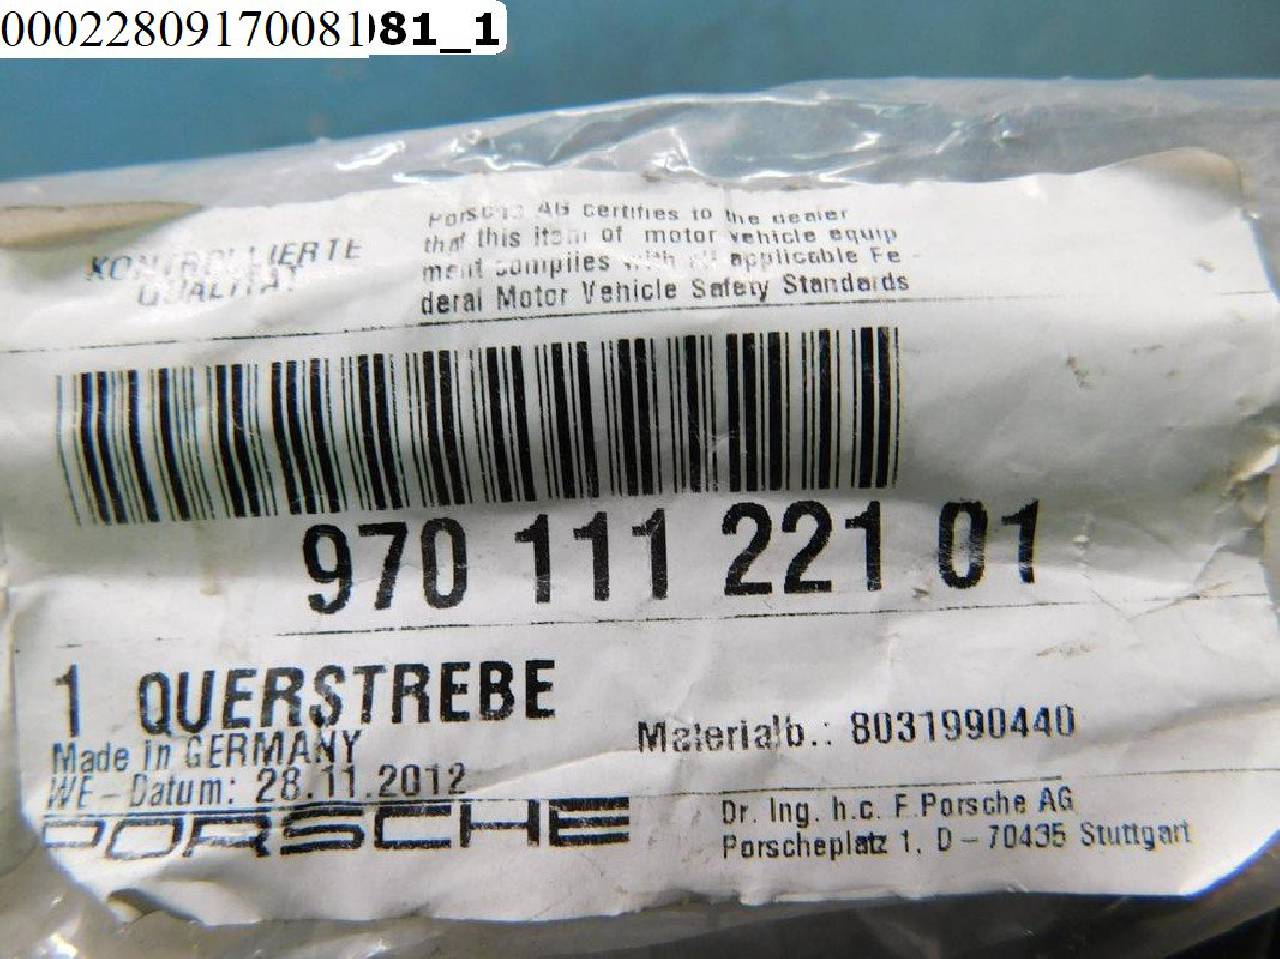 00022809170081081_1
KONTROLLIERTE
QUALITÄT
Porsche AG certifies to the dealer
that this item of motor vehicle equip
ment complies with all applicable Fe -
deral Motor Vehicle Safety Standards
970 111 221 01
1 QUERSTREBE
Made in GERMANY
Materialb.: 8031990440
WE-Datum: 28.11.2012
PORSCHE
Dr. Ing. h.c. F.Porsche AG
Porscheplatz 1, D-70435 Stuttgart